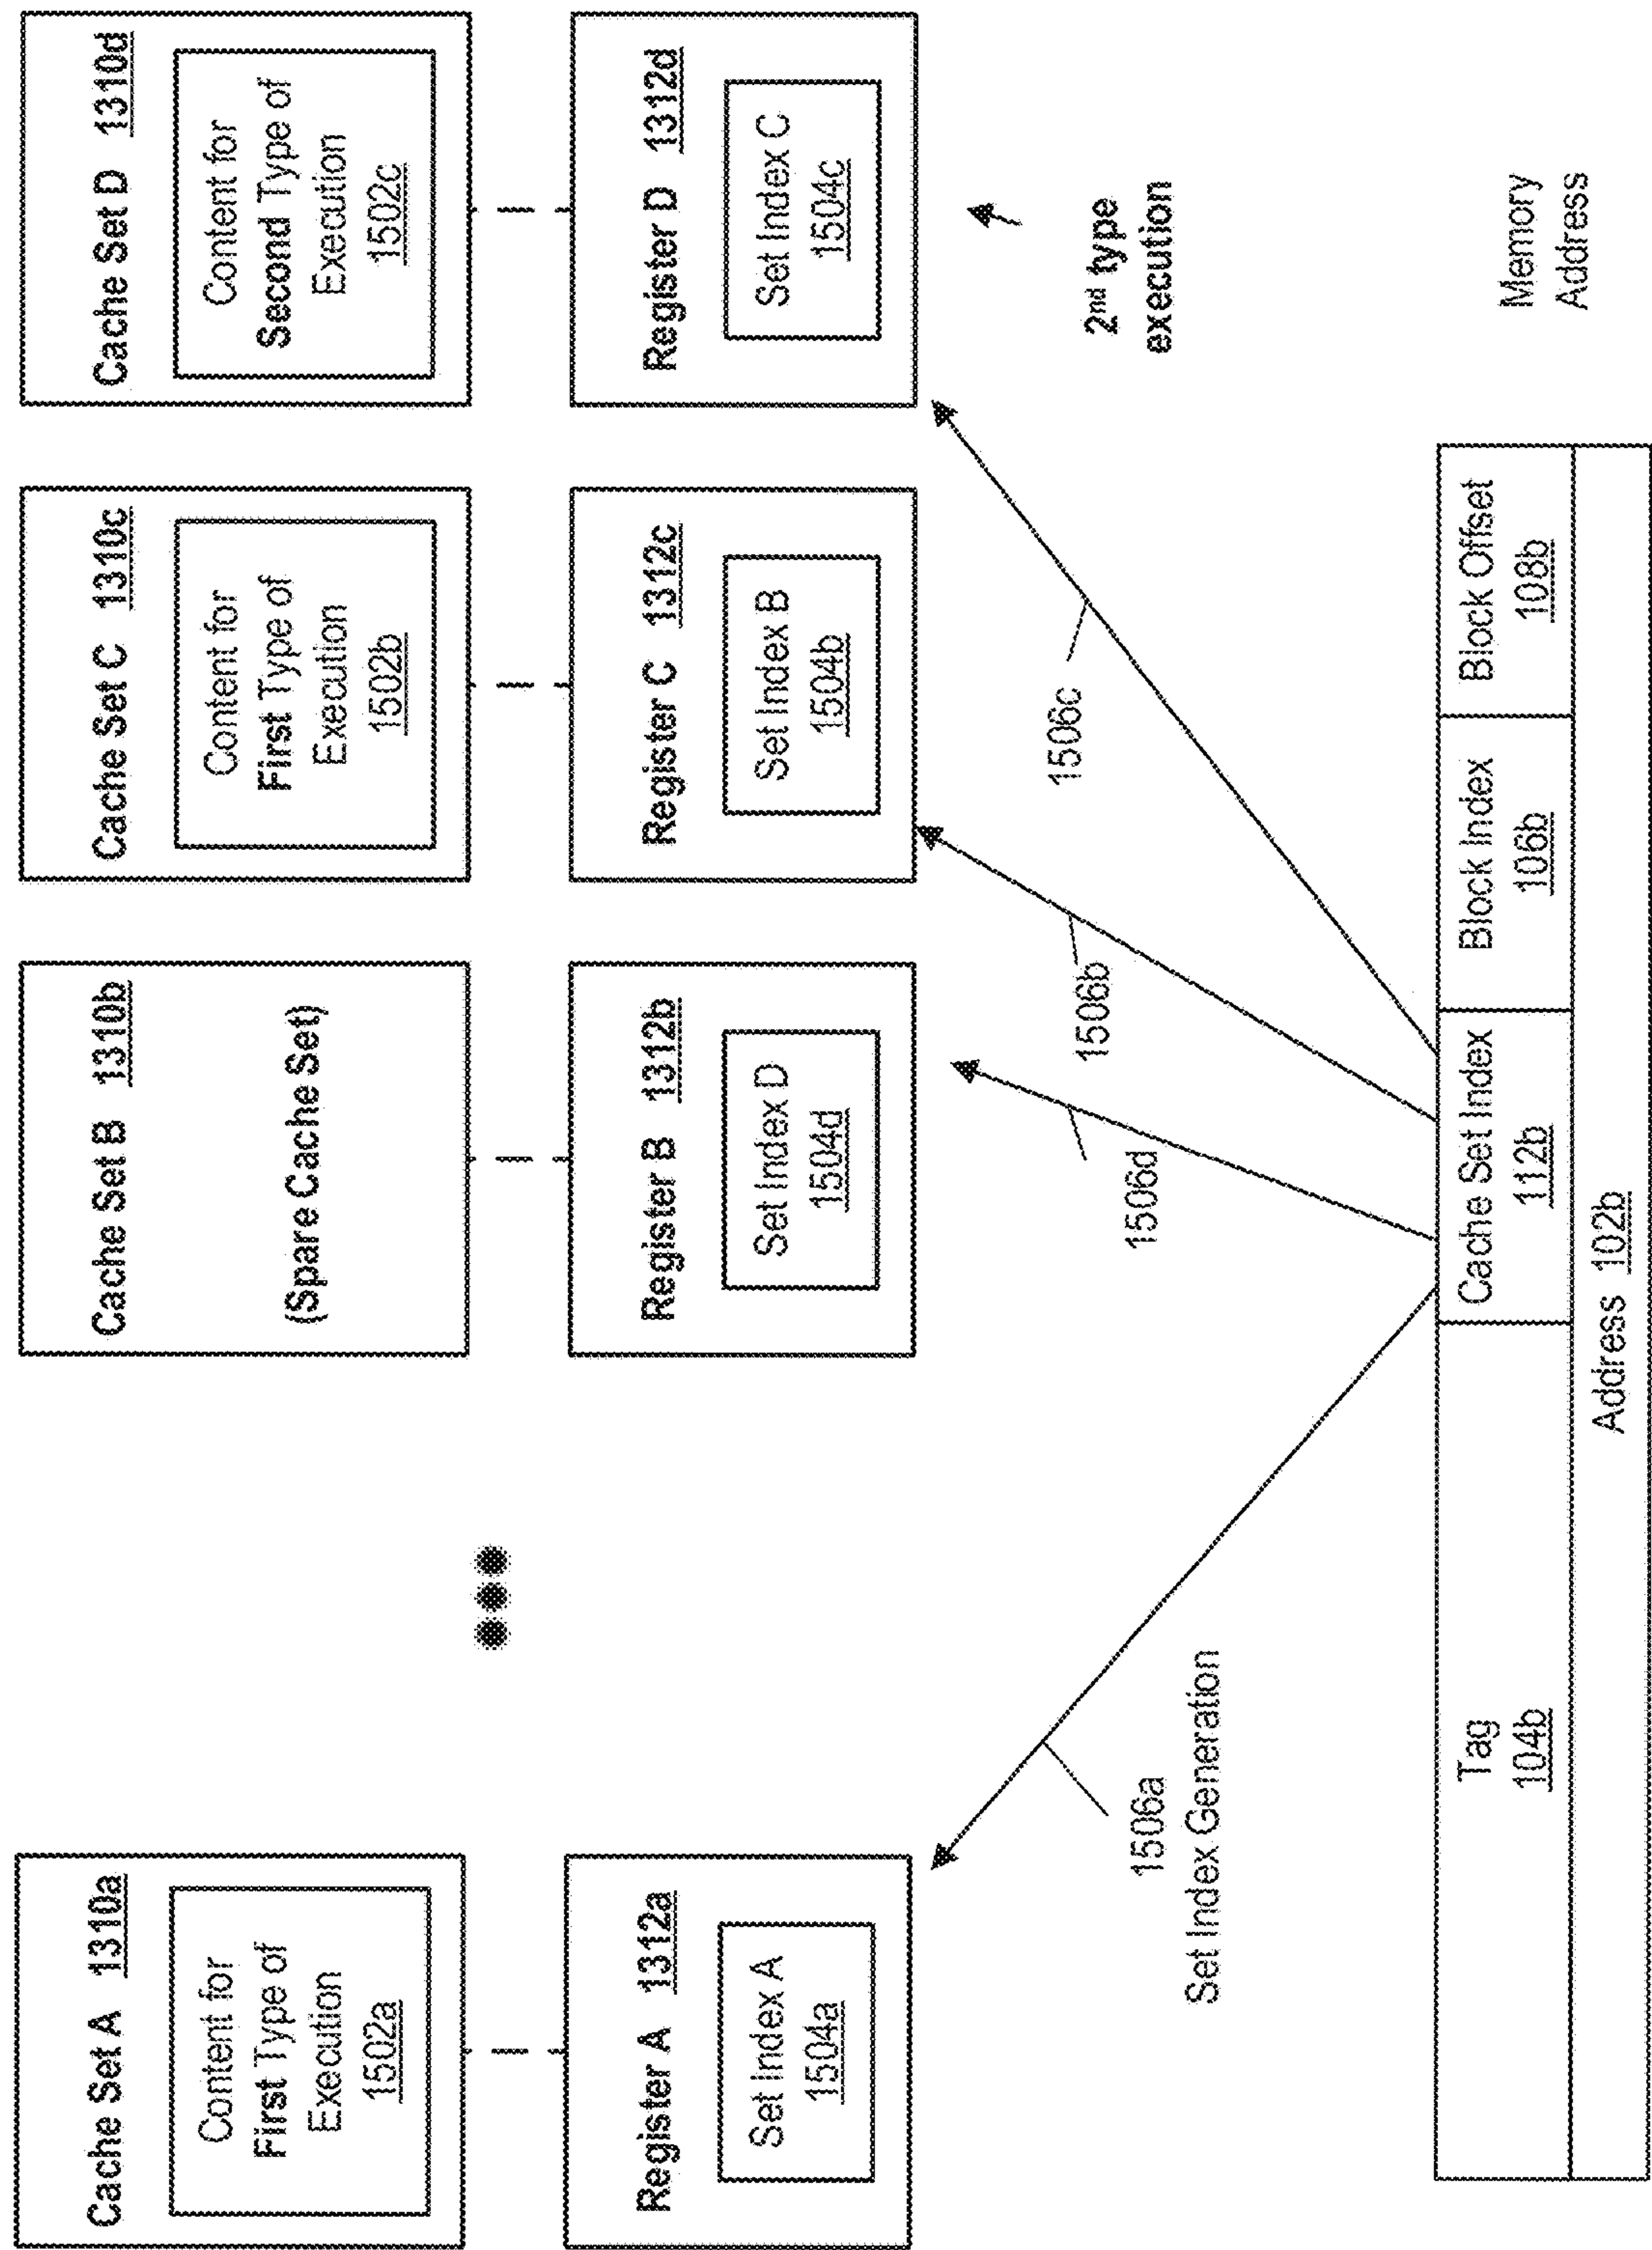 Cache Set A 1310a
Content for
First Type of
Execution
1502a
Register A 1312a
Set Index A
1504a
Cache Set B 1310b
(Spare Cache Set)
Register B 1312b
Set Index D
1504d
Cache Set C 1310c
Content for
First Type of
Execution
1502b
Register C 1312c
Set Index B
1504b
Cache Set D 1310d
Content for
Second Type of
Execution
1502c
Register D 1312d
Set Index C
1504c
1506a
Set Index Generation
1506d
1506b
1506c
2nd type
execution
Tag
104b
Cache Set Index
112b
Block Index
106b
Block Offset
108b
Memory
Address
Address 102b